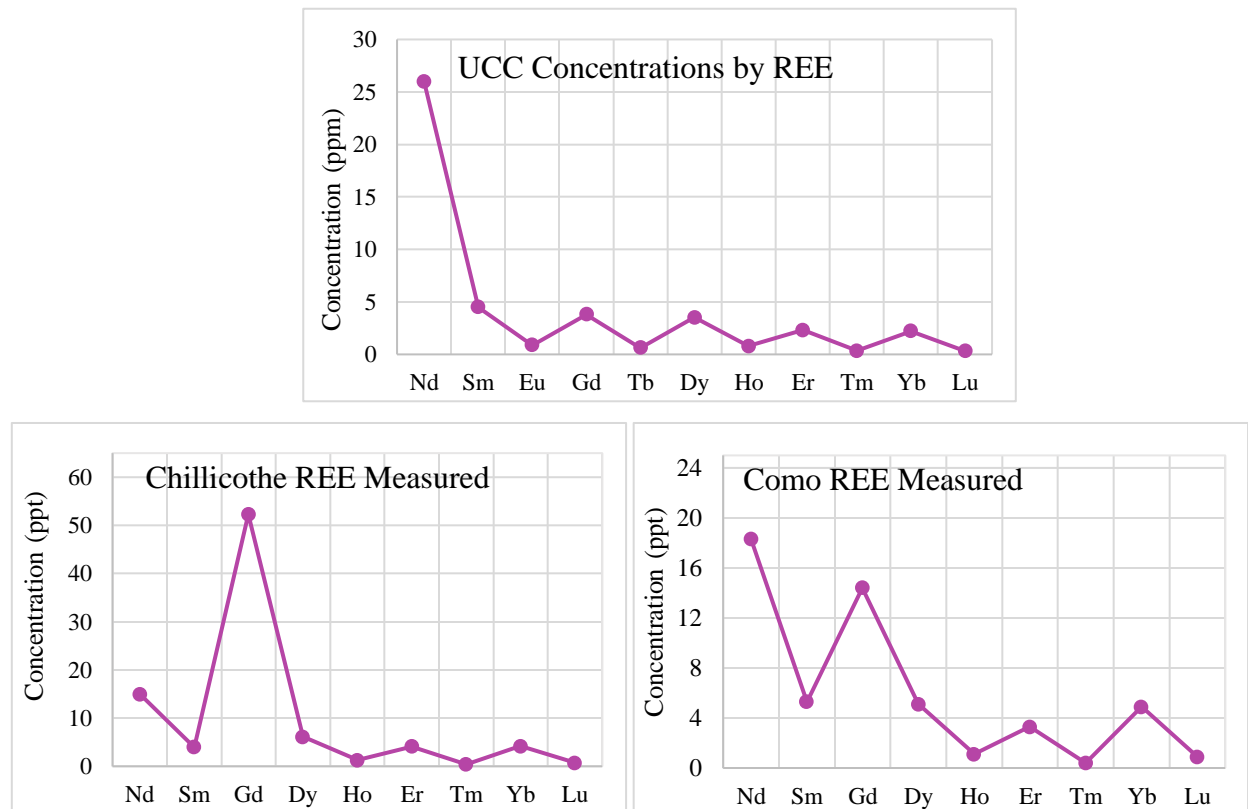 UCC Concentrations by REE
Concentration (ppm)
30
25
20
15
10
5
0
Nd Sm Eu Gd Tb Dy Ho Er Tm Yb Lu
Chillicothe REE Measured
Concentration (ppt)
60
50
40
30
20
10
0
Nd Sm Gd Dy Ho Er Tm Yb Lu
Como REE Measured
Concentration (ppt)
24
20
16
12
8
4
0
Nd Sm Gd Dy Ho Er Tm Yb Lu